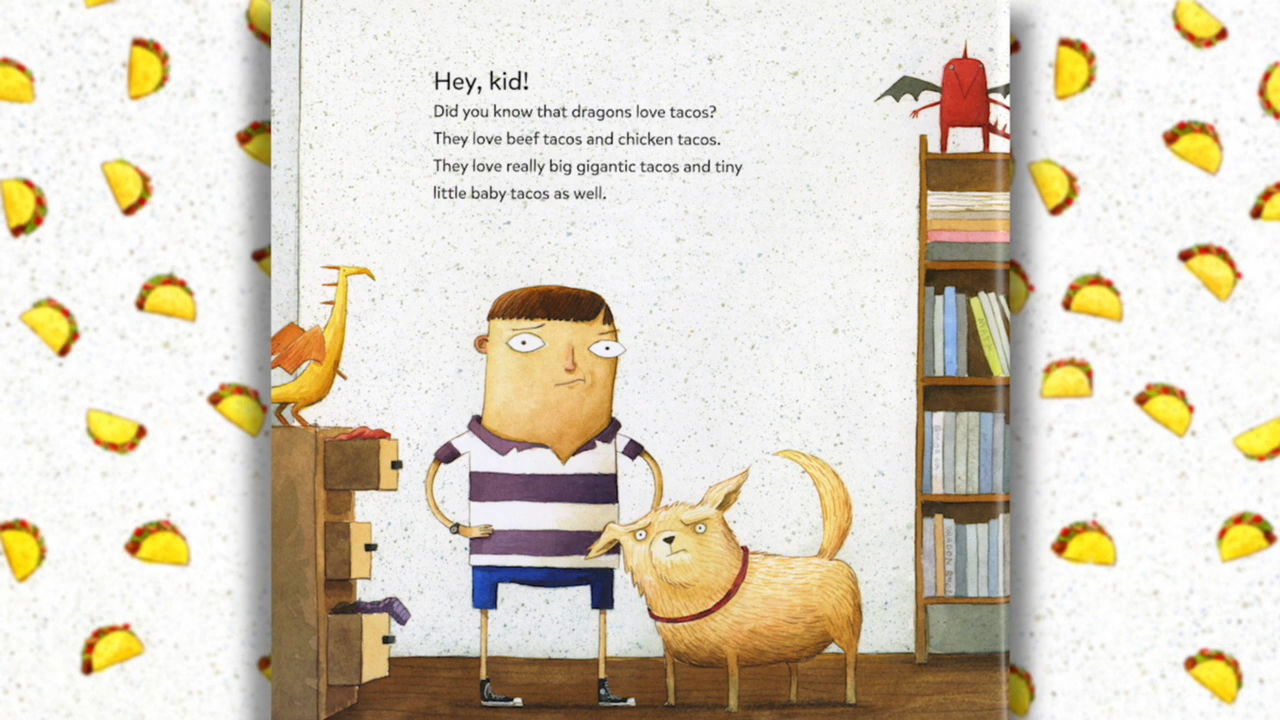 Hey, kid!
Did you know that dragons love tacos?
They love beef tacos and chicken tacos.
They love really big gigantic tacos and tiny
little baby tacos as well.